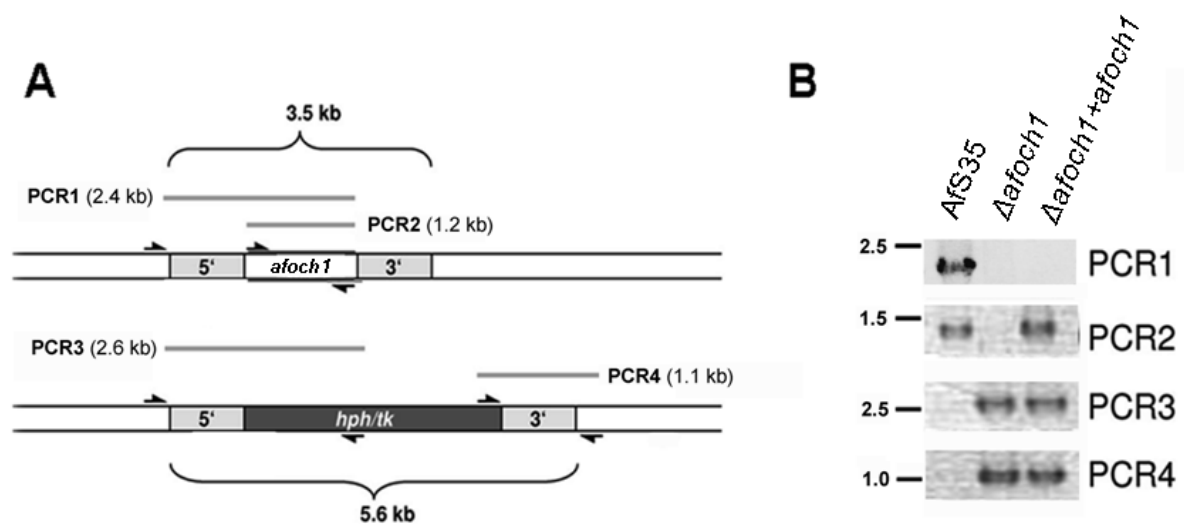 A
3.5 kb
PCR1 (2.4 kb)
PCR2 (1.2 kb)
5‘ afoch1 3‘
PCR3 (2.6 kb)
PCR4 (1.1 kb)
5‘ hph/tk 3‘
5.6 kb
B
AfS35
Δafoch1
Δafoch1+afoch1
2.5 PCR1
1.5 PCR2
2.5 PCR3
1.0 PCR4